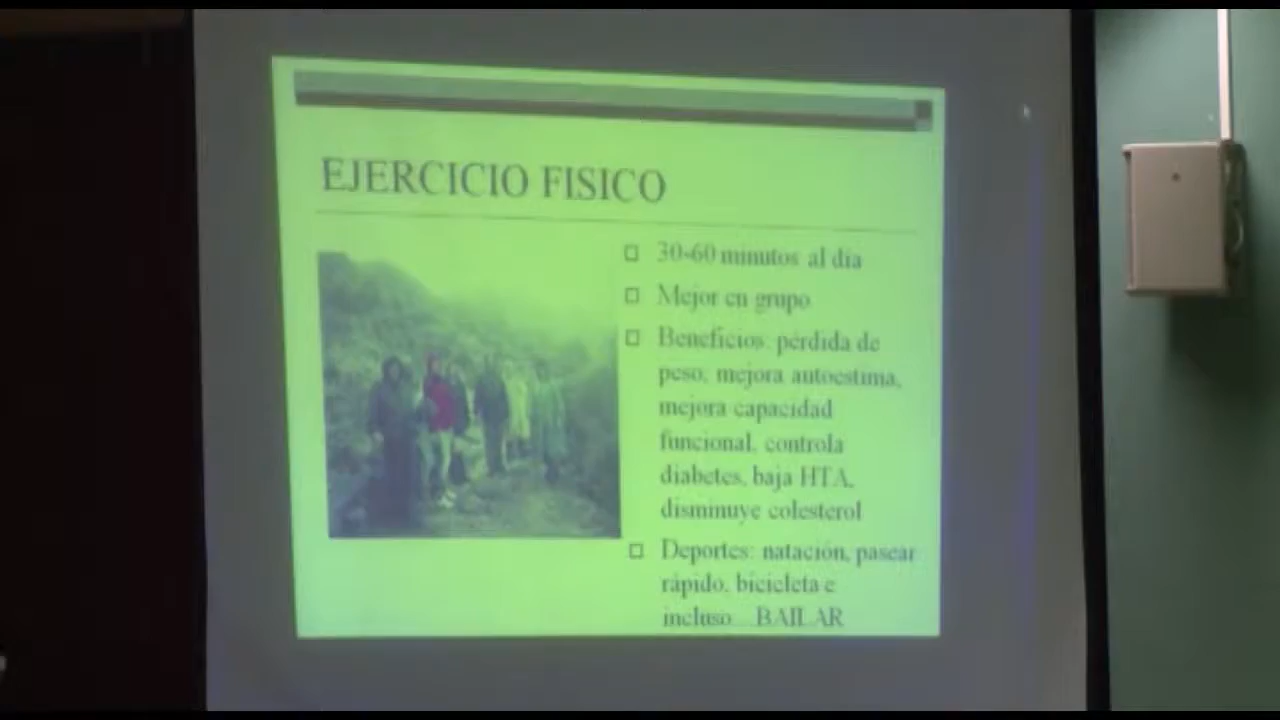 EJERCICIO FISICO
30-60 minutos al día
Mejor en grupo
Beneficios: pérdida de
peso, mejora autoestima,
mejora capacidad
funcional, controla
diabetes, baja HTA,
disminuye colesterol
Deportes: natación, pasear
rápido, bicicleta e
incluso...BAILAR